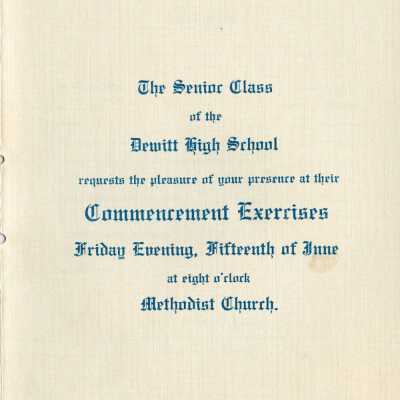 The Senior Class
of the
Dewitt High School
requests the pleasure of your presence at their
Commencement Exercises
Friday Evening, Fifteenth of June
at eight o'clock
Methodist Church.